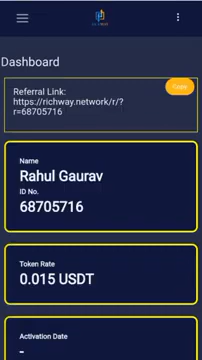 Dashboard
Referral Link:
https://richway.network/r/?
r=68705716
Copy
Name
Rahul Gaurav
ID No.
68705716
Token Rate
0.015 USDT
Activation Date
-